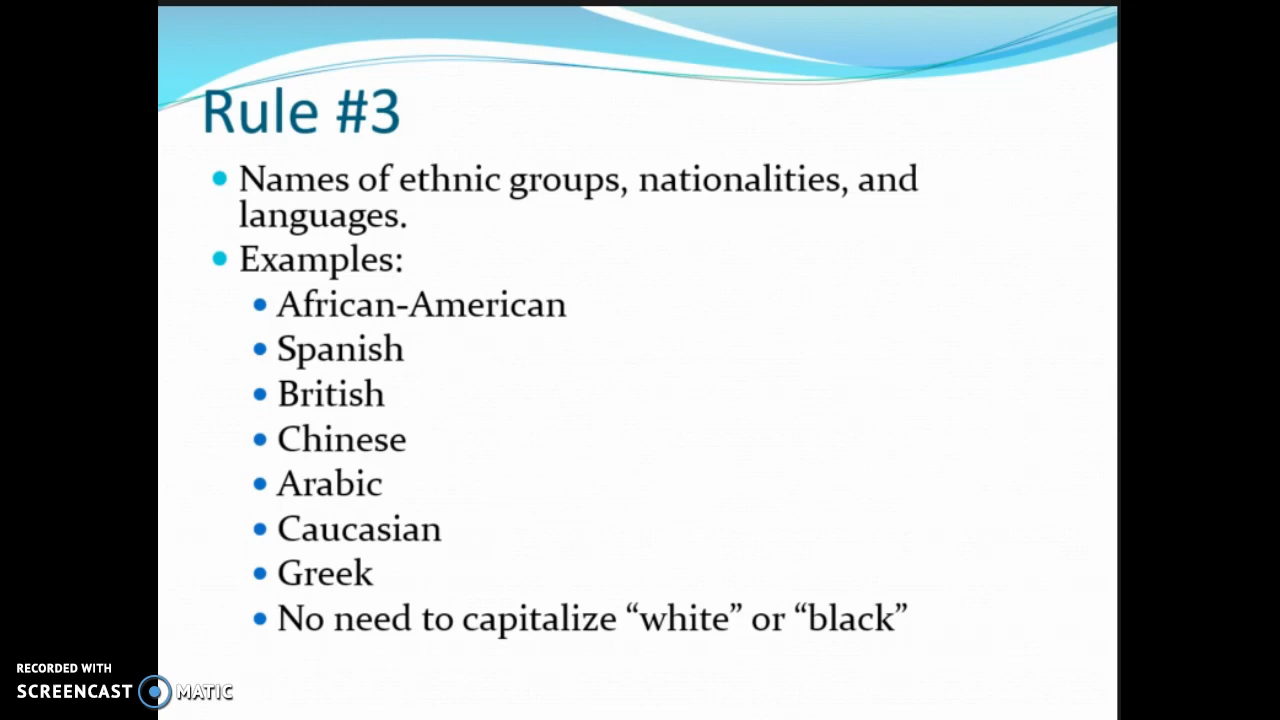 Rule #3
Names of ethnic groups, nationalities, and
languages.
Examples:
African-American
Spanish
British
Chinese
Arabic
Caucasian
Greek
No need to capitalize “white” or “black”
RECORDED WITH
SCREENCAST MATIC